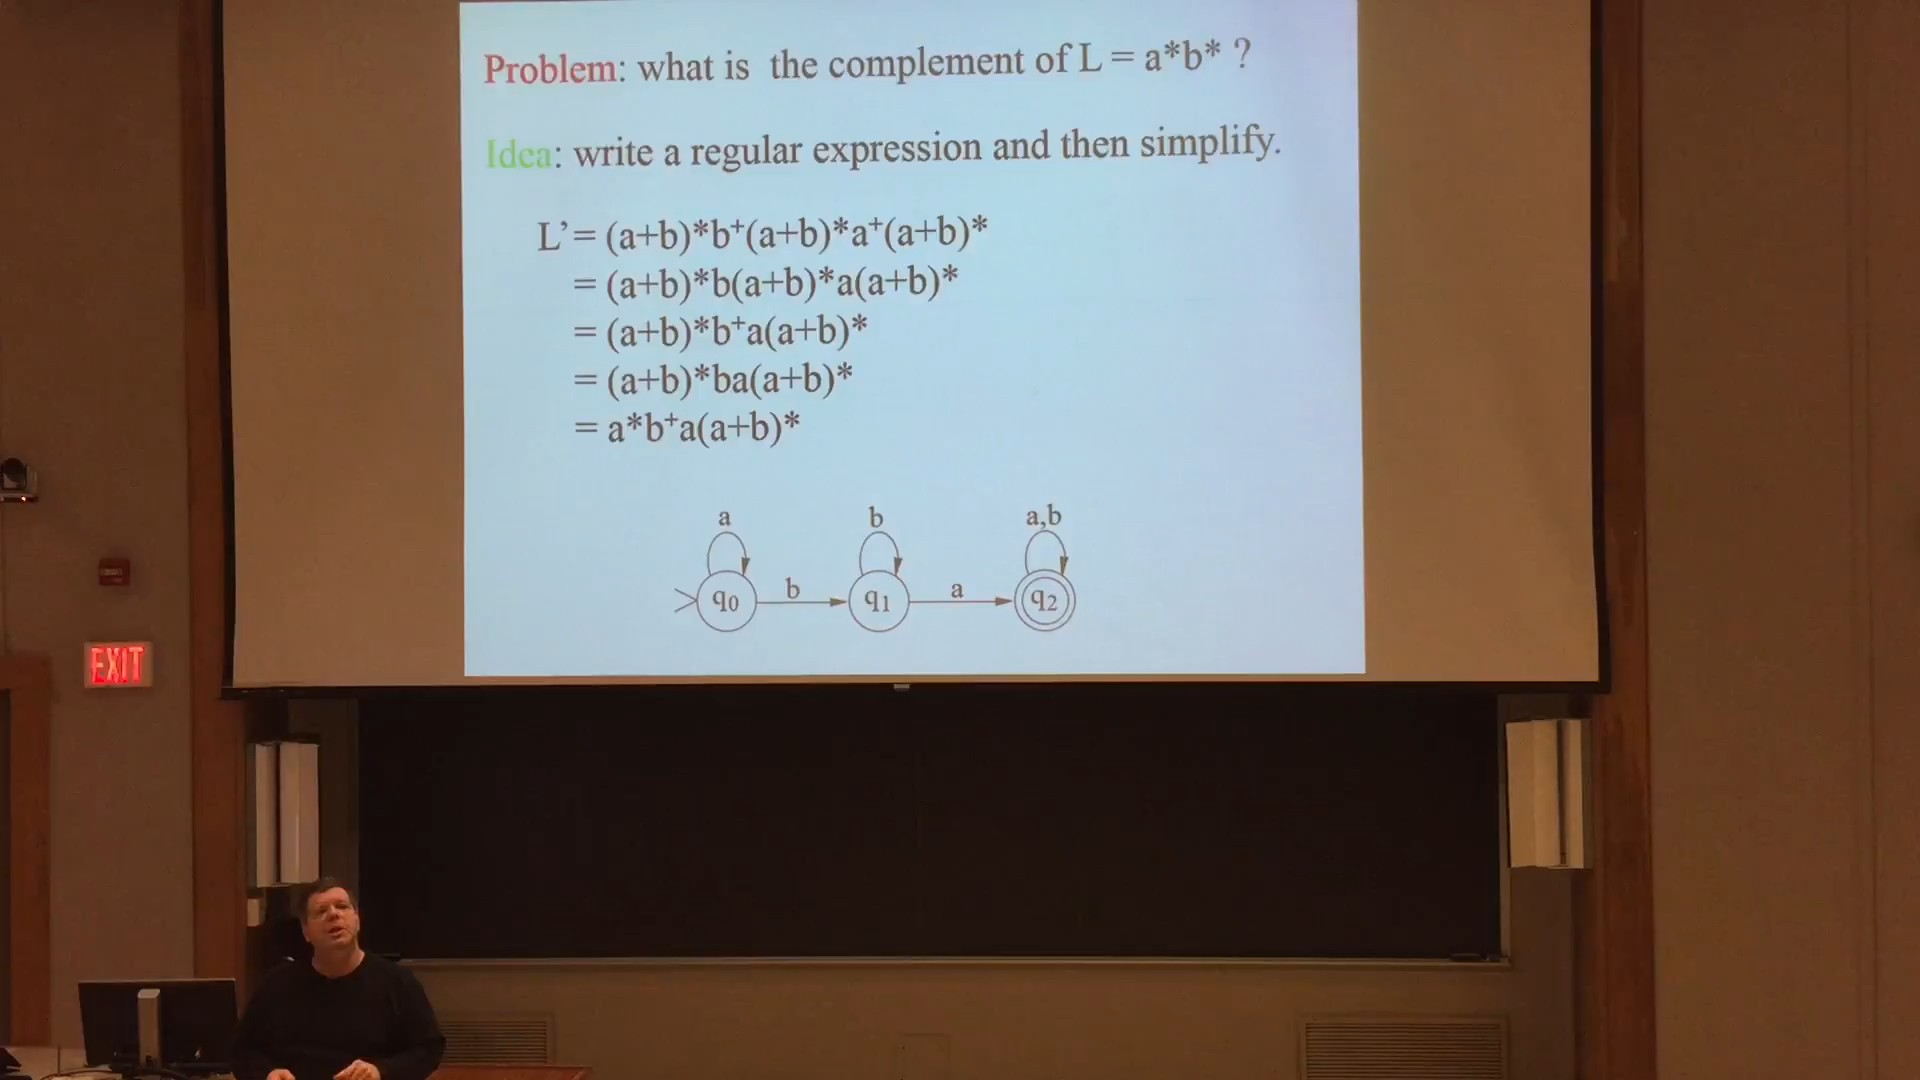 Problem: what is the complement of L = a*b* ?
Idea: write a regular expression and then simplify.
L’= (a+b)*b⁺(a+b)*a⁺(a+b)*
= (a+b)*b(a+b)*a(a+b)*
= (a+b)*b⁺a(a+b)*
= (a+b)*ba(a+b)*
= a*b⁺a(a+b)*
a b a,b
q₀ b q₁ a q₂
EXIT